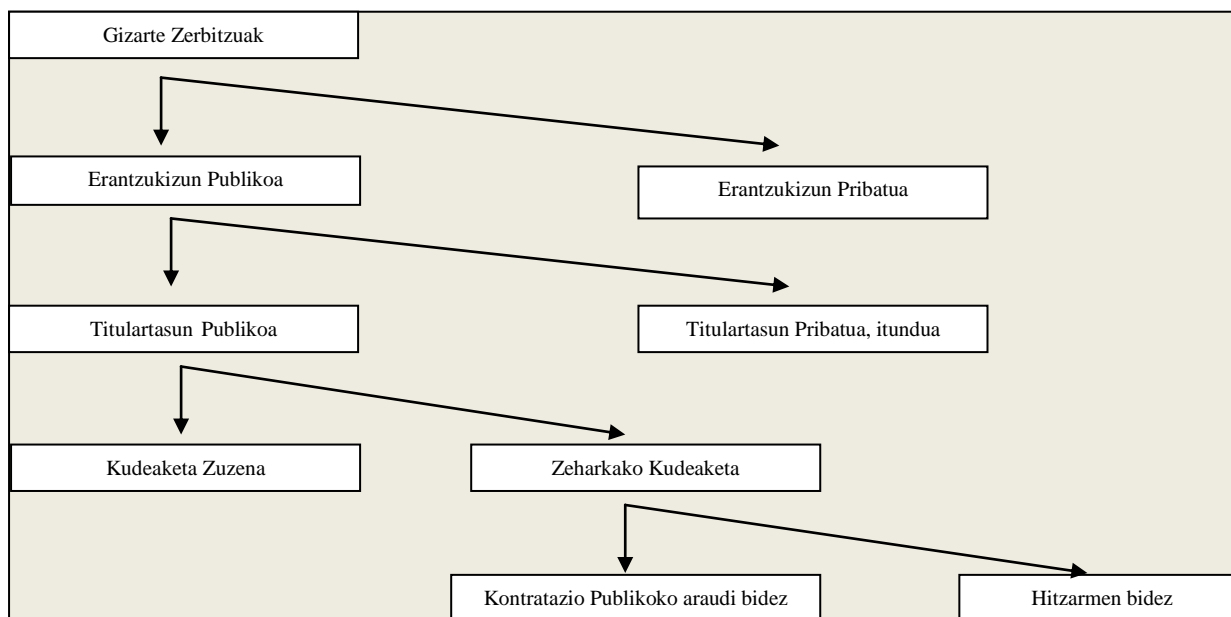 Gizarte Zerbitzuak
Erantzukizun Publikoa
Erantzukizun Pribatua
Titulartasun Publikoa
Titulartasun Pribatua, itundua
Kudeaketa Zuzena
Zeharkako Kudeaketa
Kontratazio Publikoko araudi bidez
Hitzarmen bidez